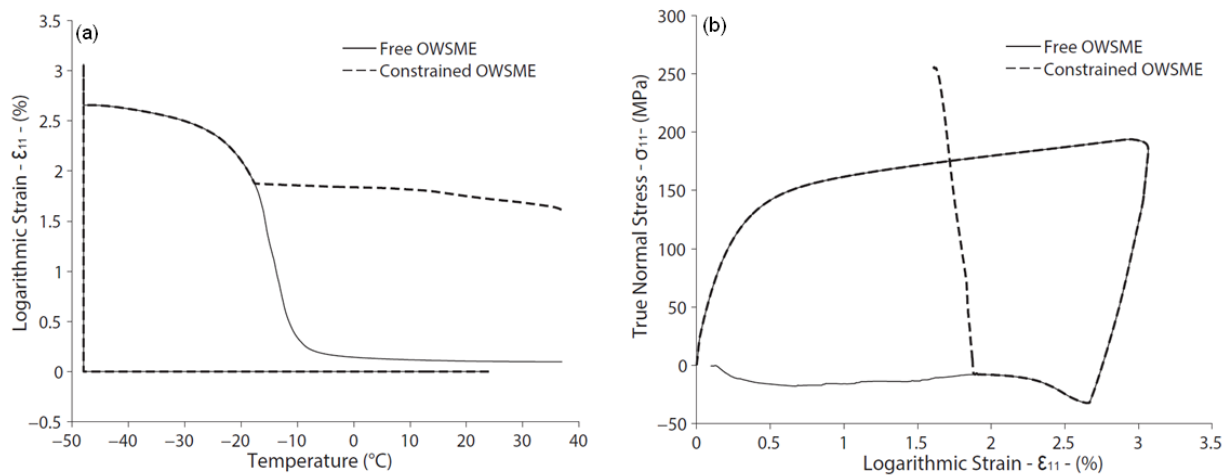 (a)
Free OWSME
Constrained OWSME
3.5
3
2.5
2
1.5
1
0.5
0
−0.5
Logarithmic Strain - ε11 - (%)
−50 −40 −30 −20 −10 0 10 20 30 40
Temperature (°C)
(b)
Free OWSME
Constrained OWSME
300
250
200
150
100
50
0
−50
True Normal Stress - σ11- (MPa)
0 0.5 1 1.5 2 2.5 3 3.5
Logarithmic Strain - ε11 - (%)